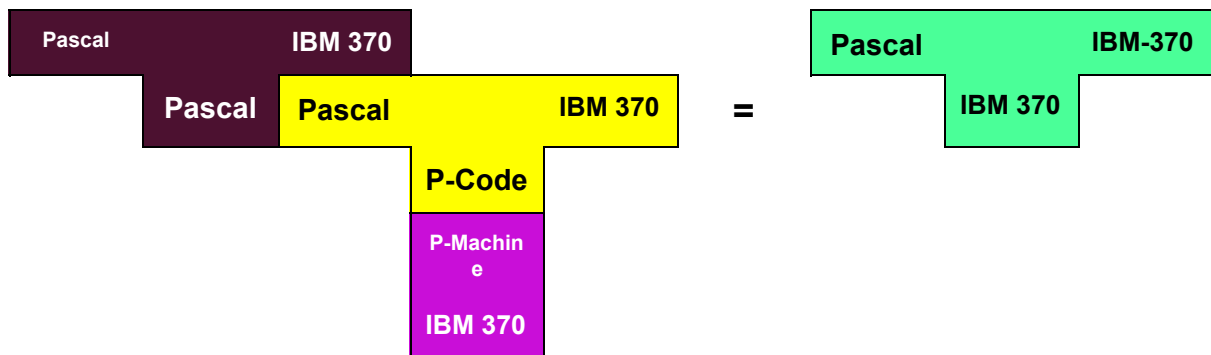 Pascal IBM 370
Pascal IBM-370
Pascal Pascal IBM 370 = IBM 370
P-Code
P-Machin
e
IBM 370